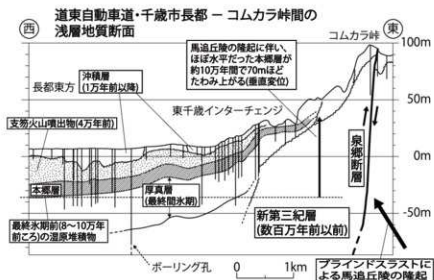 道東自動車道・千歳市長都 − コムカラ峠間の
浅層地質断面
西
東
コムカラ峠
100m
50m
0m
-50m
馬追丘陵の隆起に伴い、
ほぼ水平だった本郷層が
約10万年間で70mほど
たわみ上がる(垂直変位)
沖積層
(1万年前以降)
長都東方
東千歳インターチェンジ
支笏火山噴出物(4万年前)
本郷層
最終氷期前(8〜10万年
前ころ)の湿原堆積物
厚真層
(最終間氷期)
新第三紀層
(数百万年前以前)
泉郷断層
ボーリング孔
0 1km
ブラインドスラストに
よる馬追丘陵の隆起